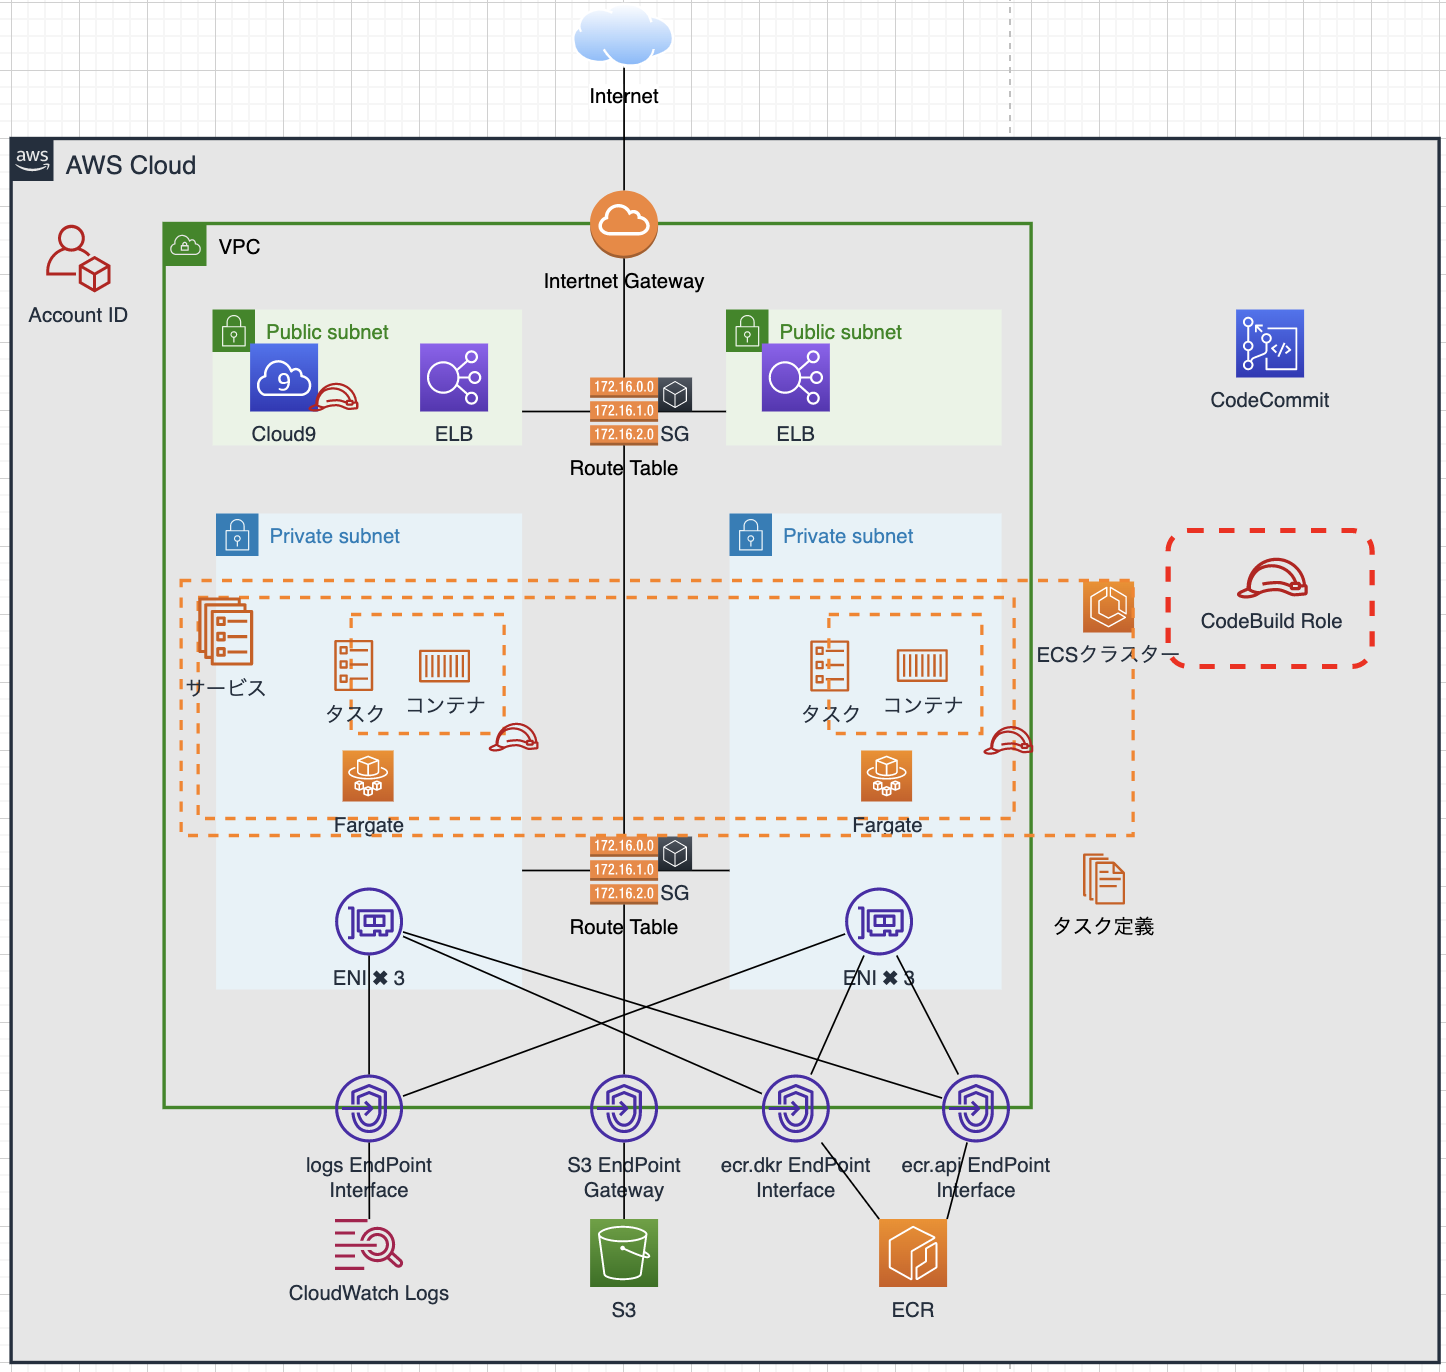 Internet
aws
AWS Cloud
VPC
Account ID
Intertnet Gateway
Public subnet
Public subnet
9
Cloud9
ELB
172.16.0.0
172.16.1.0
172.16.2.0
SG
Route Table
ELB
</>
CodeCommit
Private subnet
Private subnet
サービス
タスク
コンテナ
Fargate
タスク
コンテナ
Fargate
ECSクラスター
CodeBuild Role
172.16.0.0
172.16.1.0
172.16.2.0
SG
Route Table
タスク定義
ENI ✖ 3
ENI ✖ 3
logs EndPoint
Interface
S3 EndPoint
Gateway
ecr.dkr EndPoint
Interface
ecr.api EndPoint
Interface
CloudWatch Logs
S3
ECR